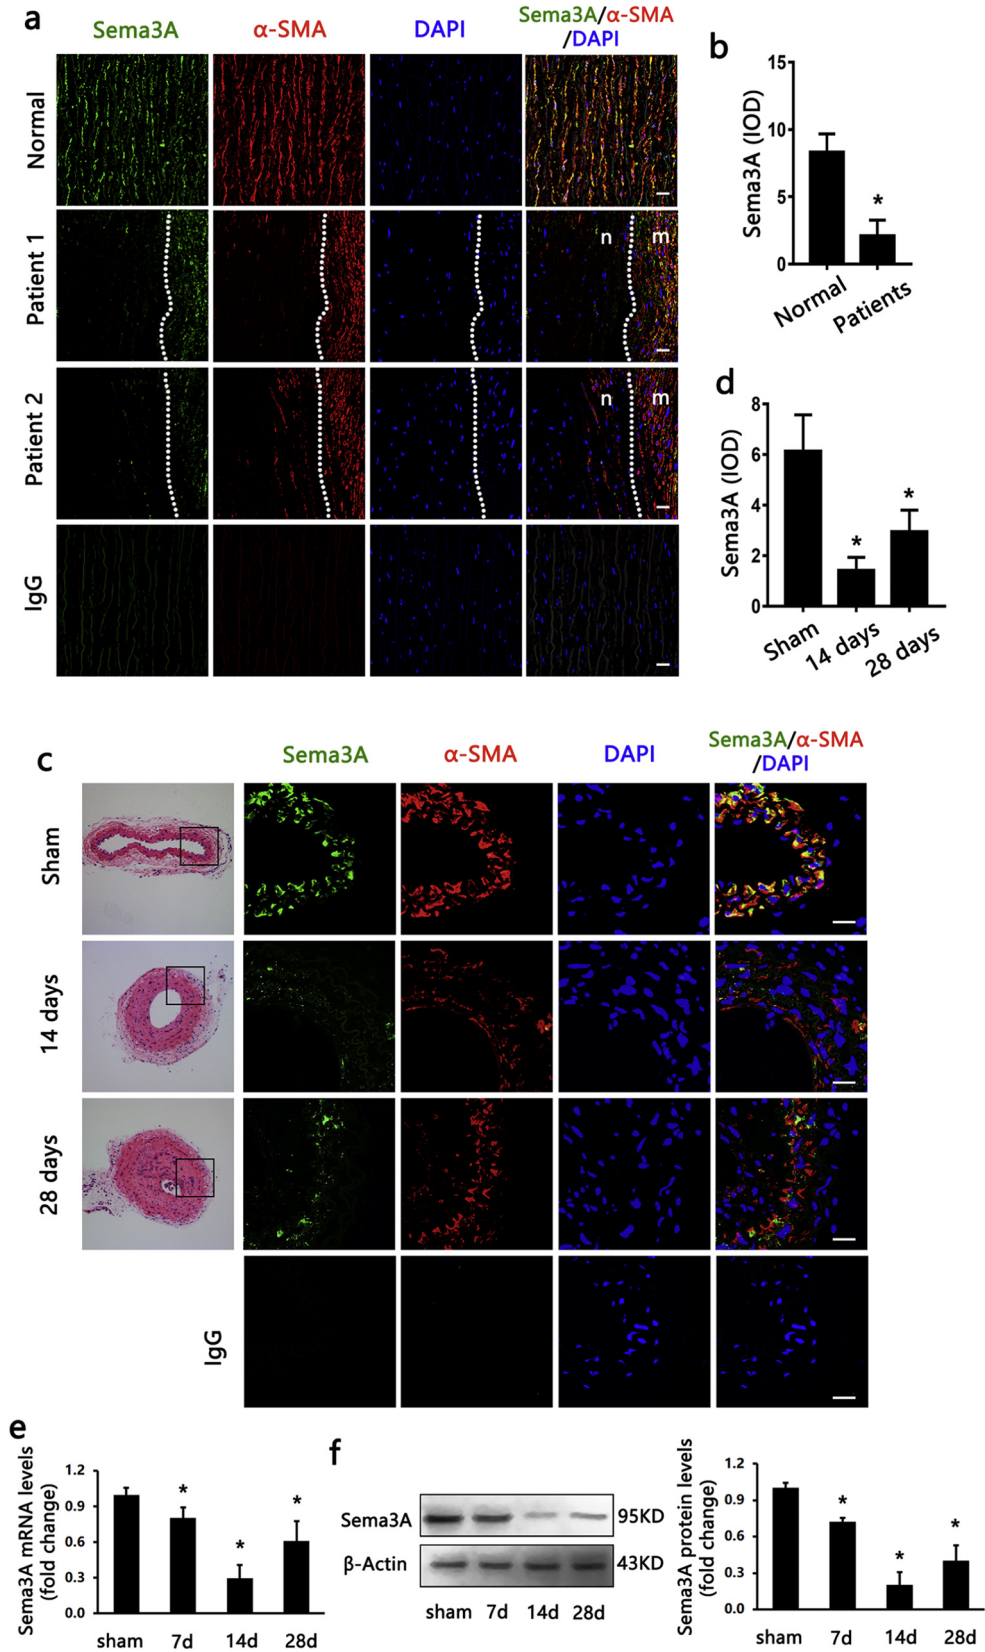 a
Sema3A
α-SMA
DAPI
Sema3A/α-SMA
/DAPI
Normal
Patient 1
n
m
Patient 2
n
m
IgG
b
Sema3A (IOD)
15
10
5
0
*
Normal
Patients
d
Sema3A (IOD)
8
6
4
2
0
*
*
Sham
14 days
28 days
c
Sema3A
α-SMA
DAPI
Sema3A/α-SMA
/DAPI
Sham
14 days
28 days
IgG
e
Sema3A mRNA levels
(fold change)
1.2
0.9
0.6
0.3
0.0
*
*
*
sham 7d 14d 28d
f
Sema3A
95KD
β-Actin
43KD
sham 7d 14d 28d
Sema3A protein levels
(fold change)
1.2
0.9
0.6
0.3
0.0
*
*
*
sham 7d 14d 28d